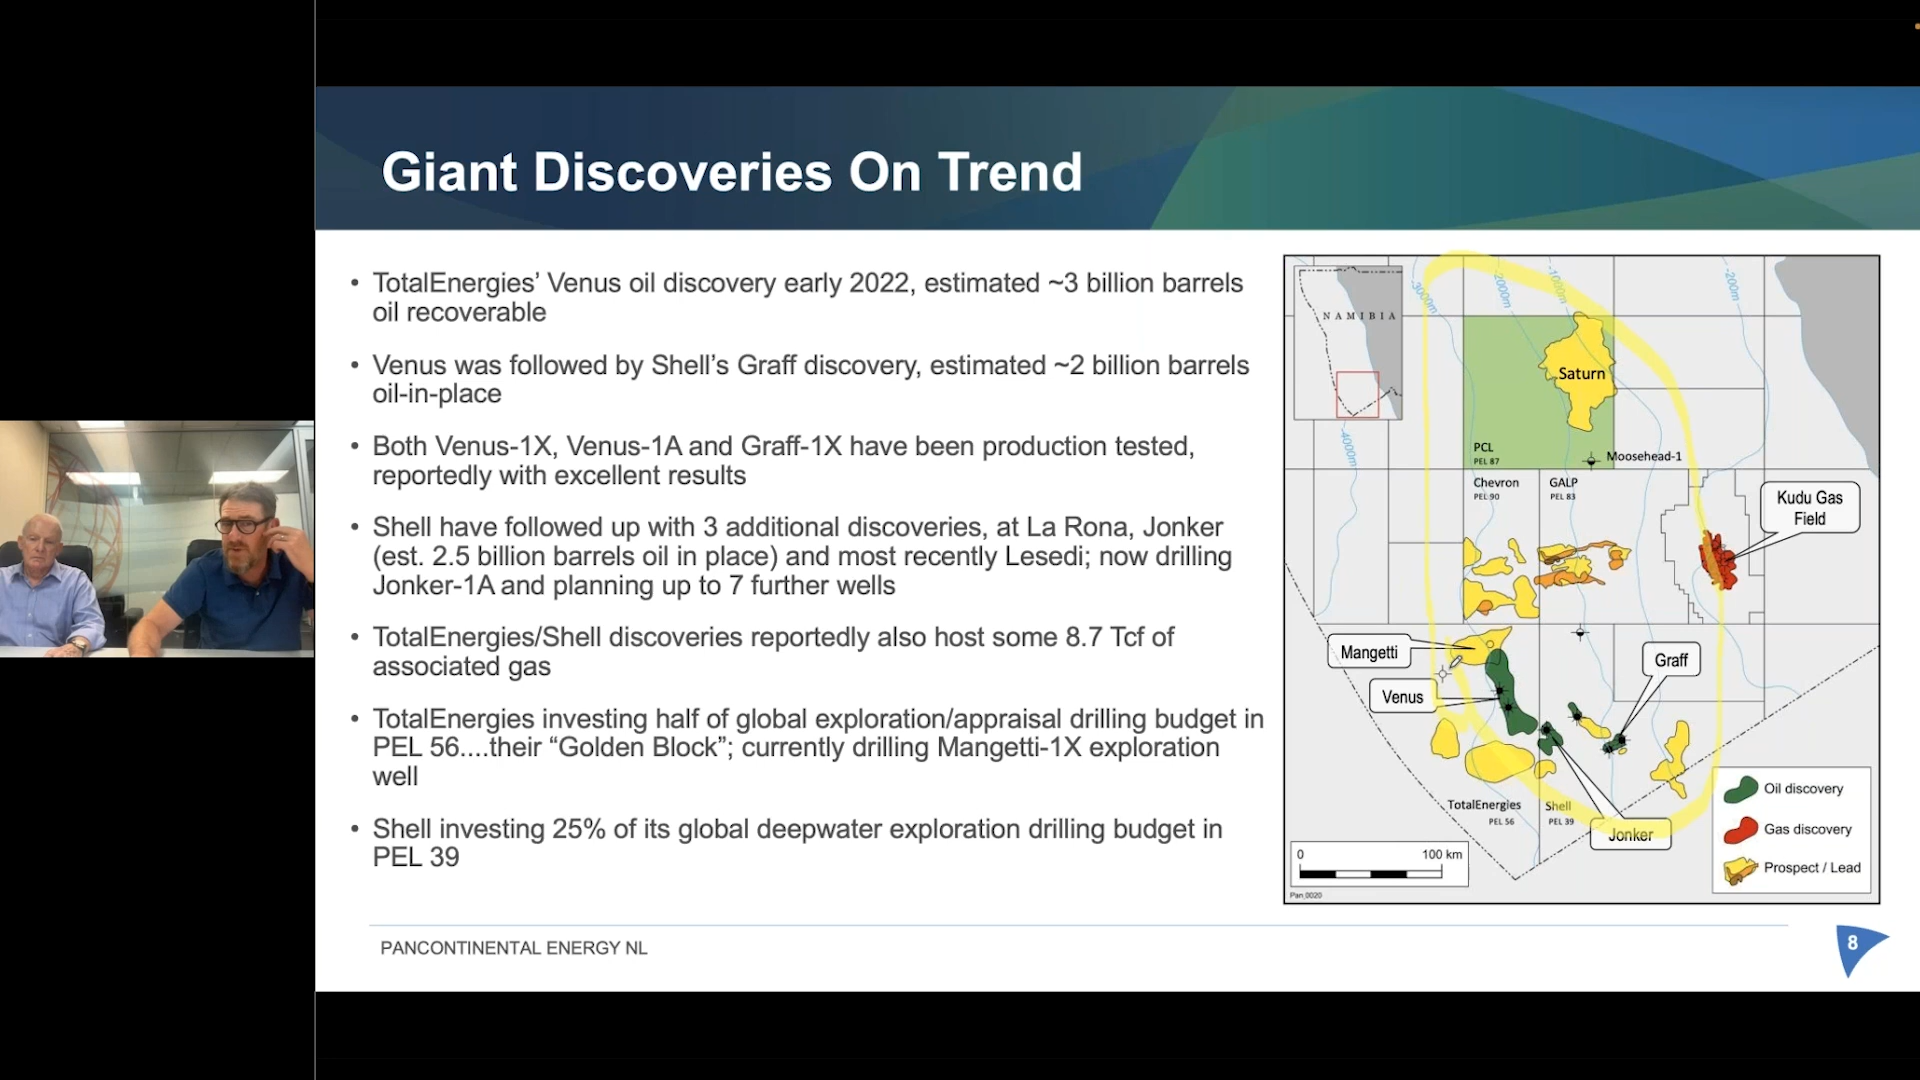 Giant Discoveries On Trend
• TotalEnergies’ Venus oil discovery early 2022, estimated ~3 billion barrels
oil recoverable
• Venus was followed by Shell’s Graff discovery, estimated ~2 billion barrels
oil-in-place
• Both Venus-1X, Venus-1A and Graff-1X have been production tested,
reportedly with excellent results
• Shell have followed up with 3 additional discoveries, at La Rona, Jonker
(est. 2.5 billion barrels oil in place) and most recently Lesedi; now drilling
Jonker-1A and planning up to 7 further wells
• TotalEnergies/Shell discoveries reportedly also host some 8.7 Tcf of
associated gas
• TotalEnergies investing half of global exploration/appraisal drilling budget in
PEL 56....their “Golden Block”; currently drilling Mangetti-1X exploration
well
• Shell investing 25% of its global deepwater exploration drilling budget in
PEL 39
NAMIBIA
-3000m
-2000m
-1000m
-200m
-4000m
Saturn
PCL
PEL 87
Moosehead-1
Chevron
PEL 90
GALP
PEL 83
Kudu Gas
Field
Mangetti
Venus
Graff
TotalEnergies
PEL 56
Shell
PEL 39
Jonker
Oil discovery
Gas discovery
Prospect / Lead
0 100 km
Pan_0020
PANCONTINENTAL ENERGY NL
8